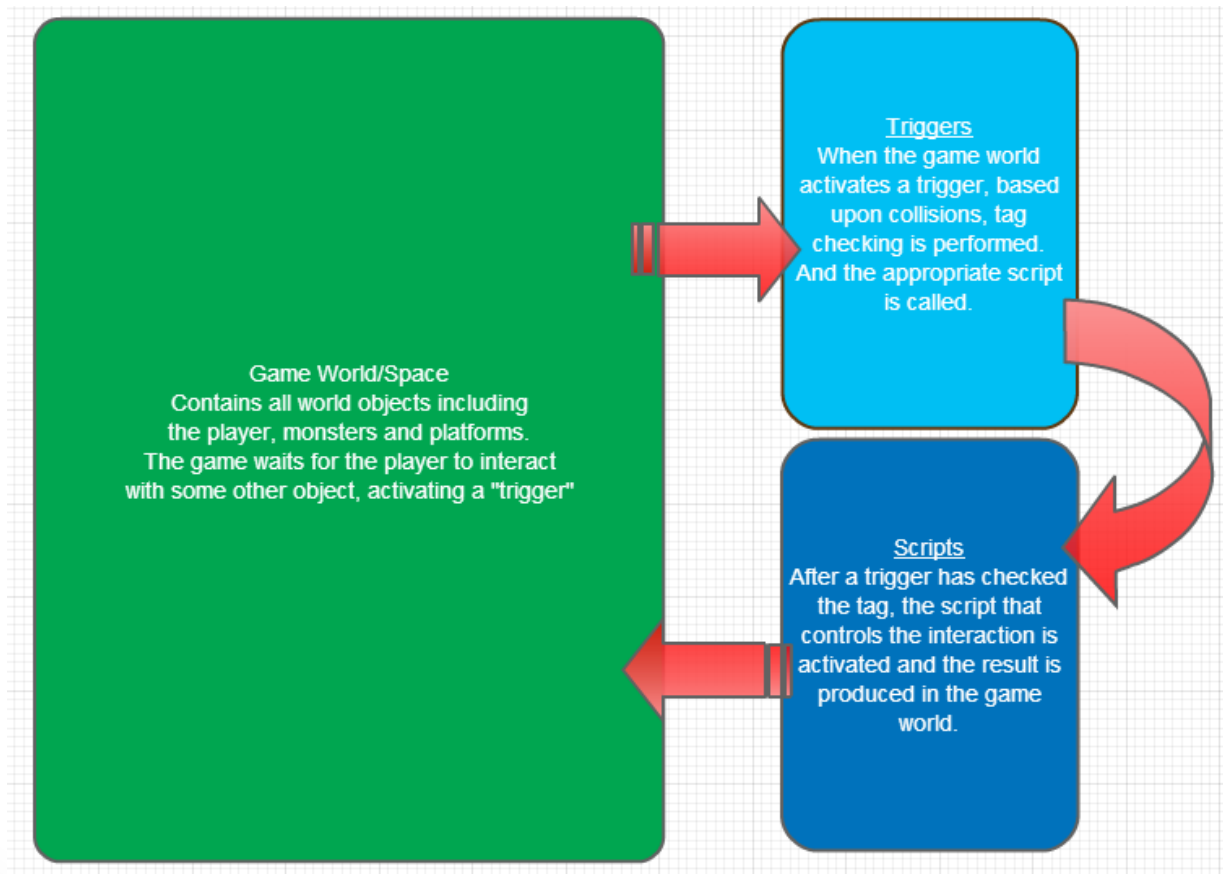 Game World/Space
Contains all world objects including
the player, monsters and platforms.
The game waits for the player to interact
with some other object, activating a "trigger"
Triggers
When the game world
activates a trigger, based
upon collisions, tag
checking is performed.
And the appropriate script
is called.
Scripts
After a trigger has checked
the tag, the script that
controls the interaction is
activated and the result is
produced in the game
world.